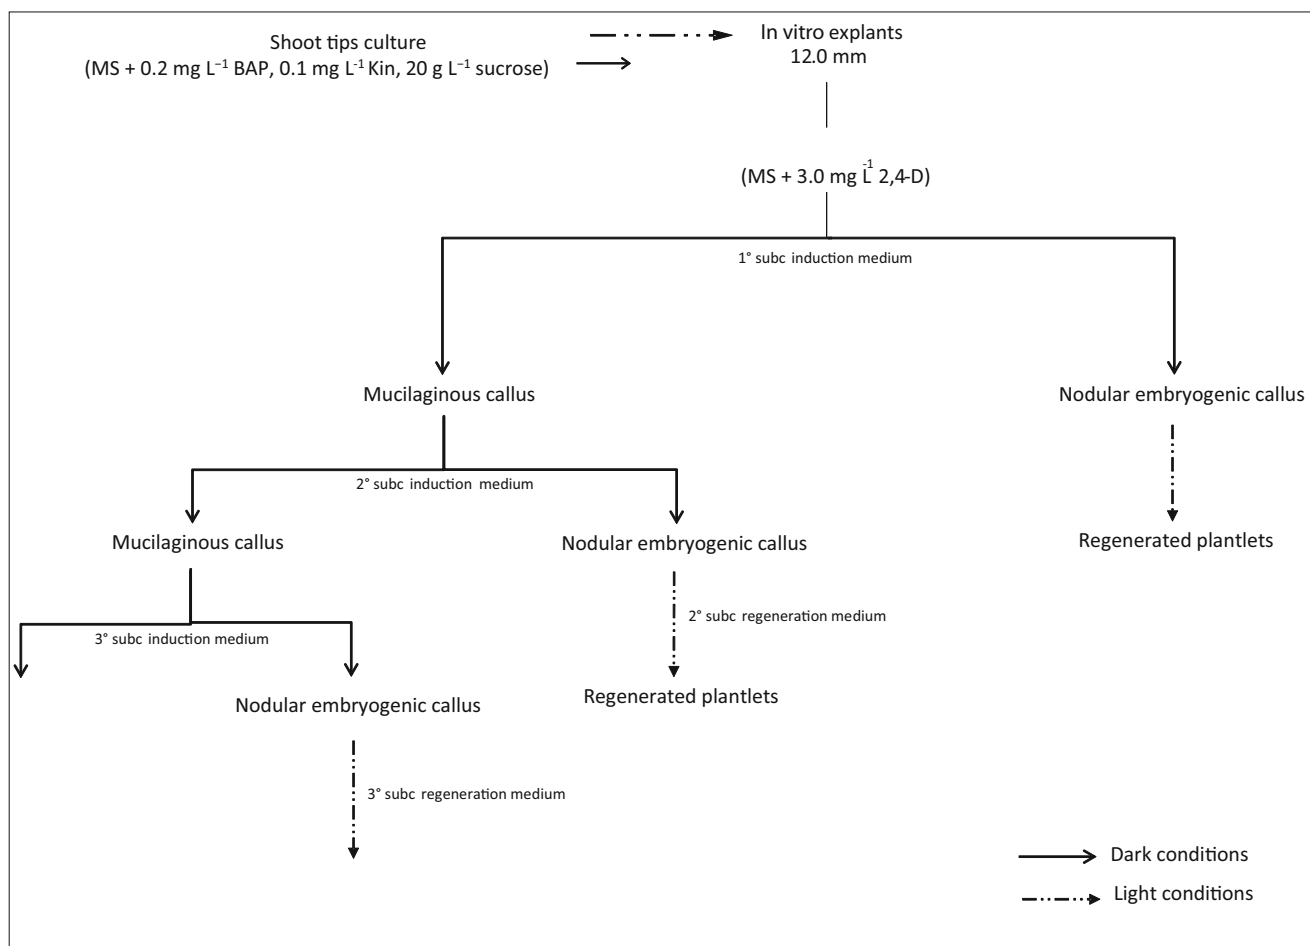 Shoot tips culture
(MS + 0.2 mg L⁻¹ BAP, 0.1 mg L⁻¹ Kin, 20 g L⁻¹ sucrose)
In vitro explants
12.0 mm
(MS + 3.0 mg L⁻¹ 2,4-D)
1° subc induction medium
Mucilaginous callus
Nodular embryogenic callus
2° subc induction medium
Mucilaginous callus
Nodular embryogenic callus
Regenerated plantlets
2° subc regeneration medium
3° subc induction medium
Nodular embryogenic callus
Regenerated plantlets
3° subc regeneration medium
Dark conditions
Light conditions